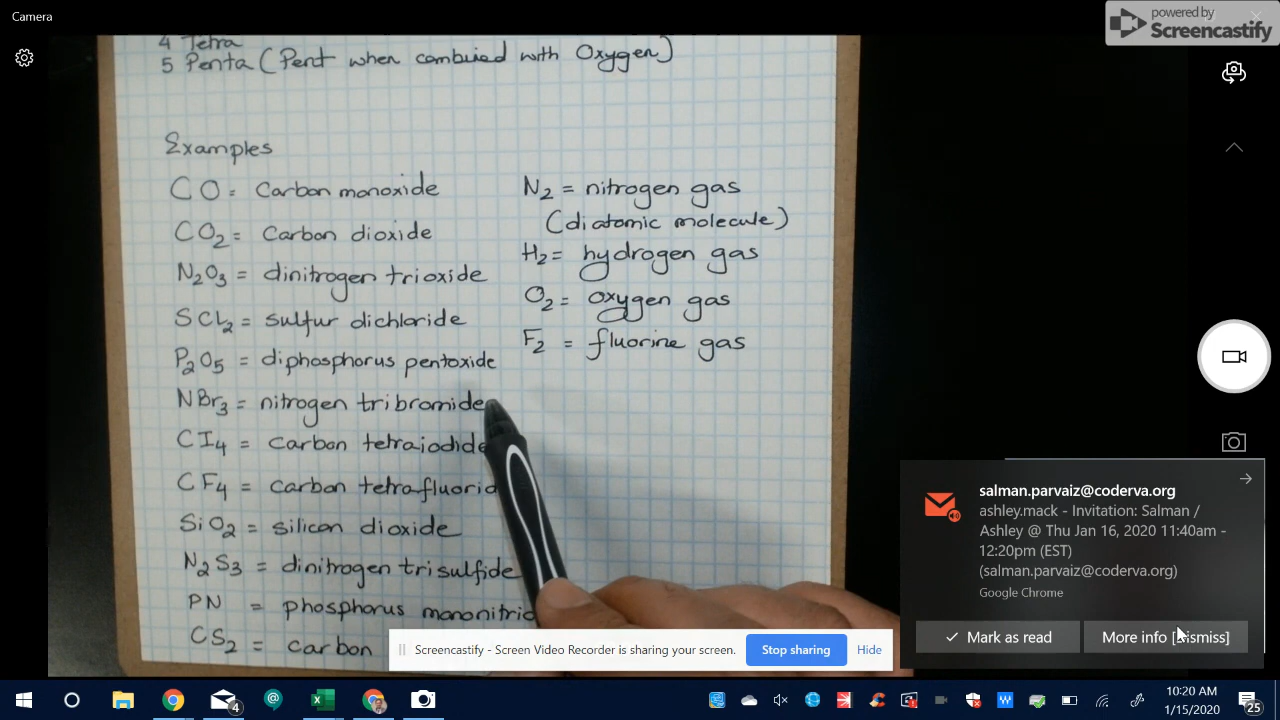 Camera
powered by
Screencastify
4 Tetra
5 Penta (Pent when combined with Oxygen)
Examples
CO = Carbon monoxide
CO2 = Carbon dioxide
N2O3 = dinitrogen trioxide
SCl2 = sulfur dichloride
P2O5 = diphosphorus pentoxide
NBr3 = nitrogen tribromide
CI4 = carbon tetraiodide
CF4 = carbon tetrafluorid
SiO2 = silicon dioxide
N2S3 = dinitrogen trisulfide
PN = phosphorus mononitrid
CS2 = carbon
N2 = nitrogen gas
(diatomic molecule)
H2 = hydrogen gas
O2 = oxygen gas
F2 = fluorine gas
salman.parvaiz@coderva.org
ashley.mack - Invitation: Salman /
Ashley @ Thu Jan 16, 2020 11:40am -
12:20pm (EST)
(salman.parvaiz@coderva.org)
Google Chrome
Mark as read
More info [dismiss]
Screencastify - Screen Video Recorder is sharing your screen.
Stop sharing
Hide
4
10:20 AM
1/15/2020
25